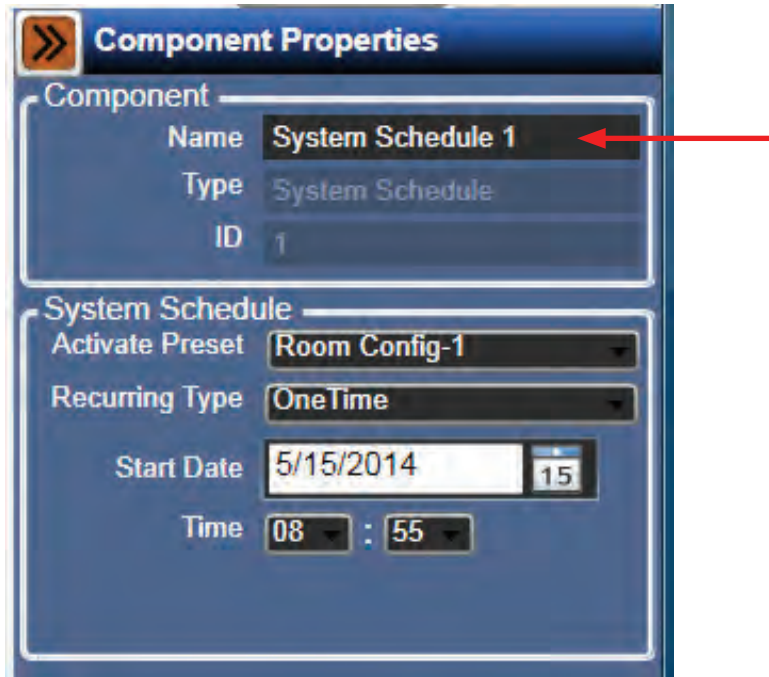 Component Properties
Component
Name System Schedule 1
Type System Schedule
ID 1
System Schedule
Activate Preset Room Config-1
Recurring Type OneTime
Start Date 5/15/2014 15
Time 08 : 55